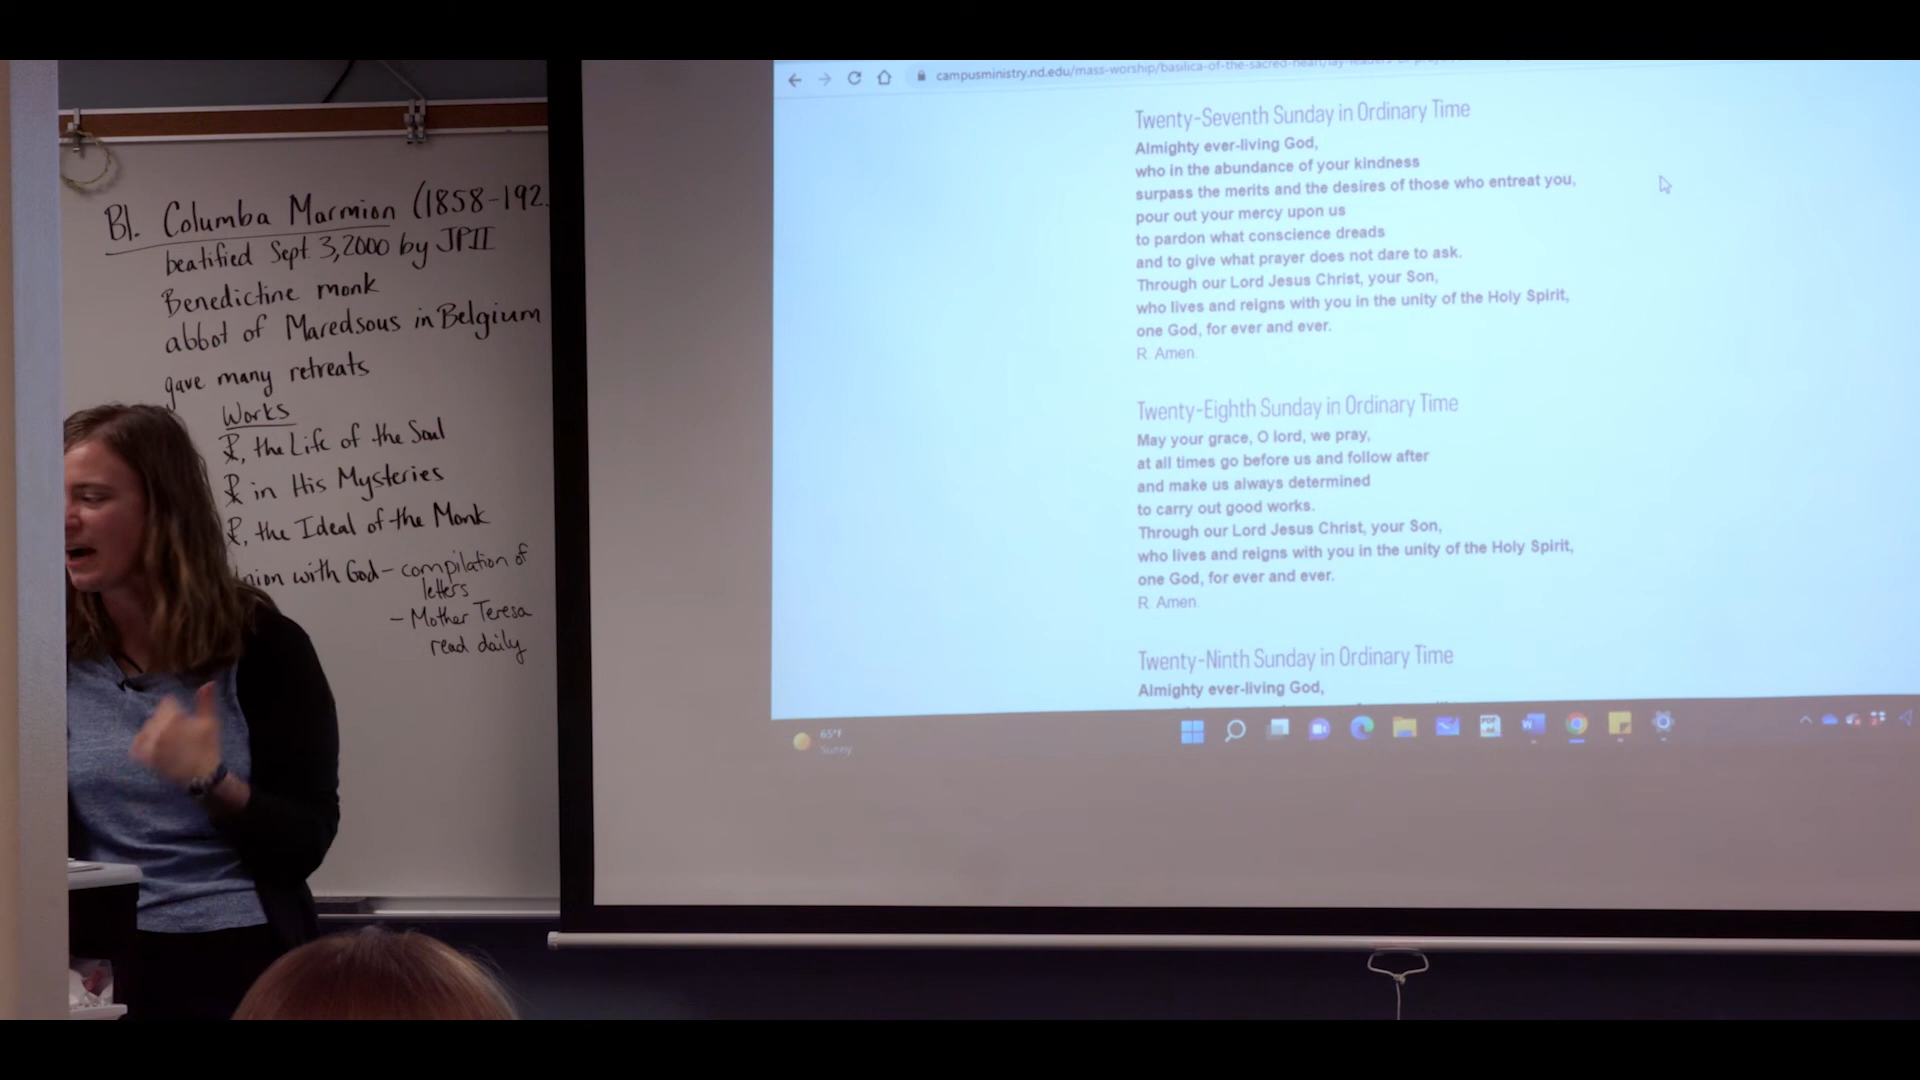 Bl. Columba Marmion (1858-192
beatified Sept. 3, 2000 by JPII
Benedictine monk
abbot of Maredsous in Belgium
gave many retreats
Works
☧, the Life of the Soul
☧ in His Mysteries
☧, the Ideal of the Monk
nion with God - compilation of
letters
- Mother Teresa
read daily
campusministry.nd.edu/mass-worship/basilica-of-the-sacred-heart/
Twenty-Seventh Sunday in Ordinary Time
Almighty ever-living God,
who in the abundance of your kindness
surpass the merits and the desires of those who entreat you,
pour out your mercy upon us
to pardon what conscience dreads
and to give what prayer does not dare to ask.
Through our Lord Jesus Christ, your Son,
who lives and reigns with you in the unity of the Holy Spirit,
one God, for ever and ever.
R. Amen.
Twenty-Eighth Sunday in Ordinary Time
May your grace, O lord, we pray,
at all times go before us and follow after
and make us always determined
to carry out good works.
Through our Lord Jesus Christ, your Son,
who lives and reigns with you in the unity of the Holy Spirit,
one God, for ever and ever.
R. Amen.
Twenty-Ninth Sunday in Ordinary Time
Almighty ever-living God,
65°F
Sunny